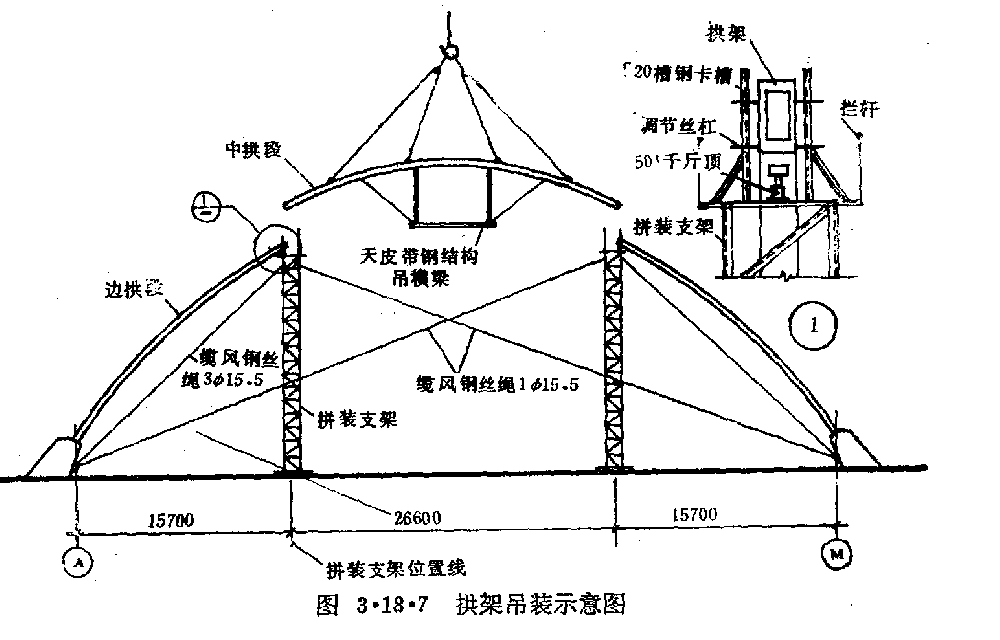 拱架
[20槽钢卡槽
调节丝杠
50t千斤顶
栏杆
拼装支架
1
中拱段
1
天皮带钢结构
吊横梁
边拱段
缆风钢丝
绳3φ15.5
缆风钢丝绳1φ15.5
拼装支架
15700
26600
15700
A
M
拼装支架位置线
图 3·18·7 拱架吊装示意图